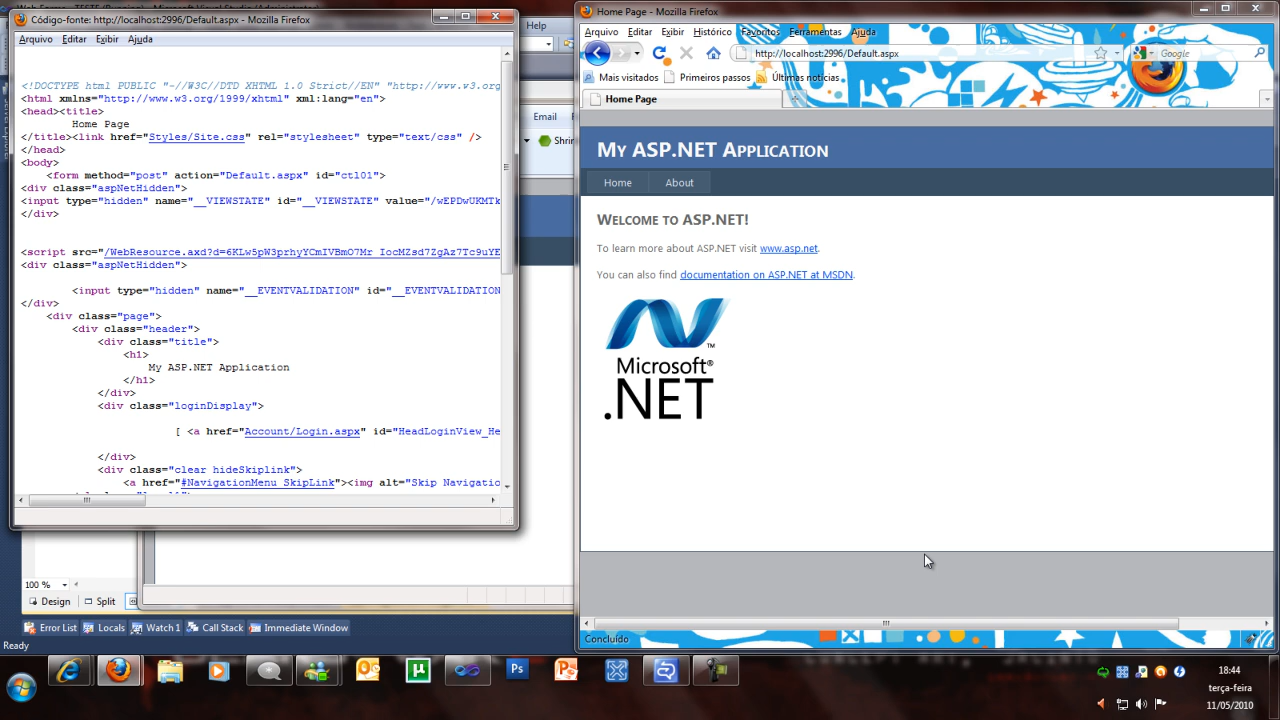 Código-fonte: http://localhost:2996/Default.aspx - Mozilla Firefox
Arquivo Editar Exibir Ajuda
<!DOCTYPE html PUBLIC "-//W3C//DTD XHTML 1.0 Strict//EN" "http://www.w3.org
<html xmlns="http://www.w3.org/1999/xhtml" xml:lang="en">
<head><title>
Home Page
</title><link href="Styles/Site.css" rel="stylesheet" type="text/css" />
</head>
<body>
<form method="post" action="Default.aspx" id="ctl01">
<div class="aspNetHidden">
<input type="hidden" name="__VIEWSTATE" id="__VIEWSTATE" value="/wEPDwUKMTk
</div>
<script src="/WebResource.axd?d=6KLw5pW3prhyYCmIVBmO7Mr_IocMZsd7ZgAz7Tc9uYE
<div class="aspNetHidden">
<input type="hidden" name="__EVENTVALIDATION" id="__EVENTVALIDATION
</div>
<div class="page">
<div class="header">
<div class="title">
<h1>
My ASP.NET Application
</h1>
</div>
<div class="loginDisplay">
[ <a href="Account/Login.aspx" id="HeadLoginView_He
</div>
<div class="clear hideSkiplink">
<a href="#NavigationMenu_SkipLink"><img alt="Skip Navigatio
Help
Email
Shrin
100 %
Design Split
Error List Locals Watch 1 Call Stack Immediate Window
Ready
Home Page - Mozilla Firefox
Arquivo Editar Exibir Histórico Favoritos Ferramentas Ajuda
http://localhost:2996/Default.aspx
Google
Mais visitados Primeiros passos Últimas notícias
Home Page
My ASP.NET Application
Home About
Welcome to ASP.NET!
To learn more about ASP.NET visit www.asp.net.
You can also find documentation on ASP.NET at MSDN.
Microsoft®
.NET™
Concluído
Ps
18:44
terça-feira
11/05/2010